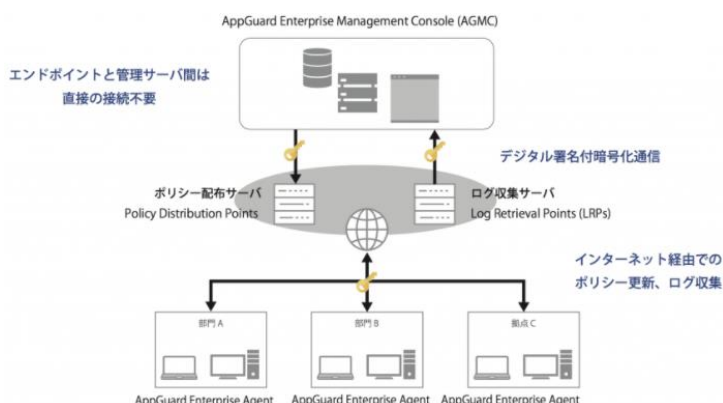 AppGuard Enterprise Management Console (AGMC)
エンドポイントと管理サーバ間は
直接の接続不要
デジタル署名付暗号化通信
ポリシー配布サーバ
Policy Distribution Points
ログ収集サーバ
Log Retrieval Points (LRPs)
インターネット経由での
ポリシー更新、ログ収集
部門 A
部門 B
拠点 C
AppGuard Enterprise Agent
AppGuard Enterprise Agent
AppGuard Enterprise Agent